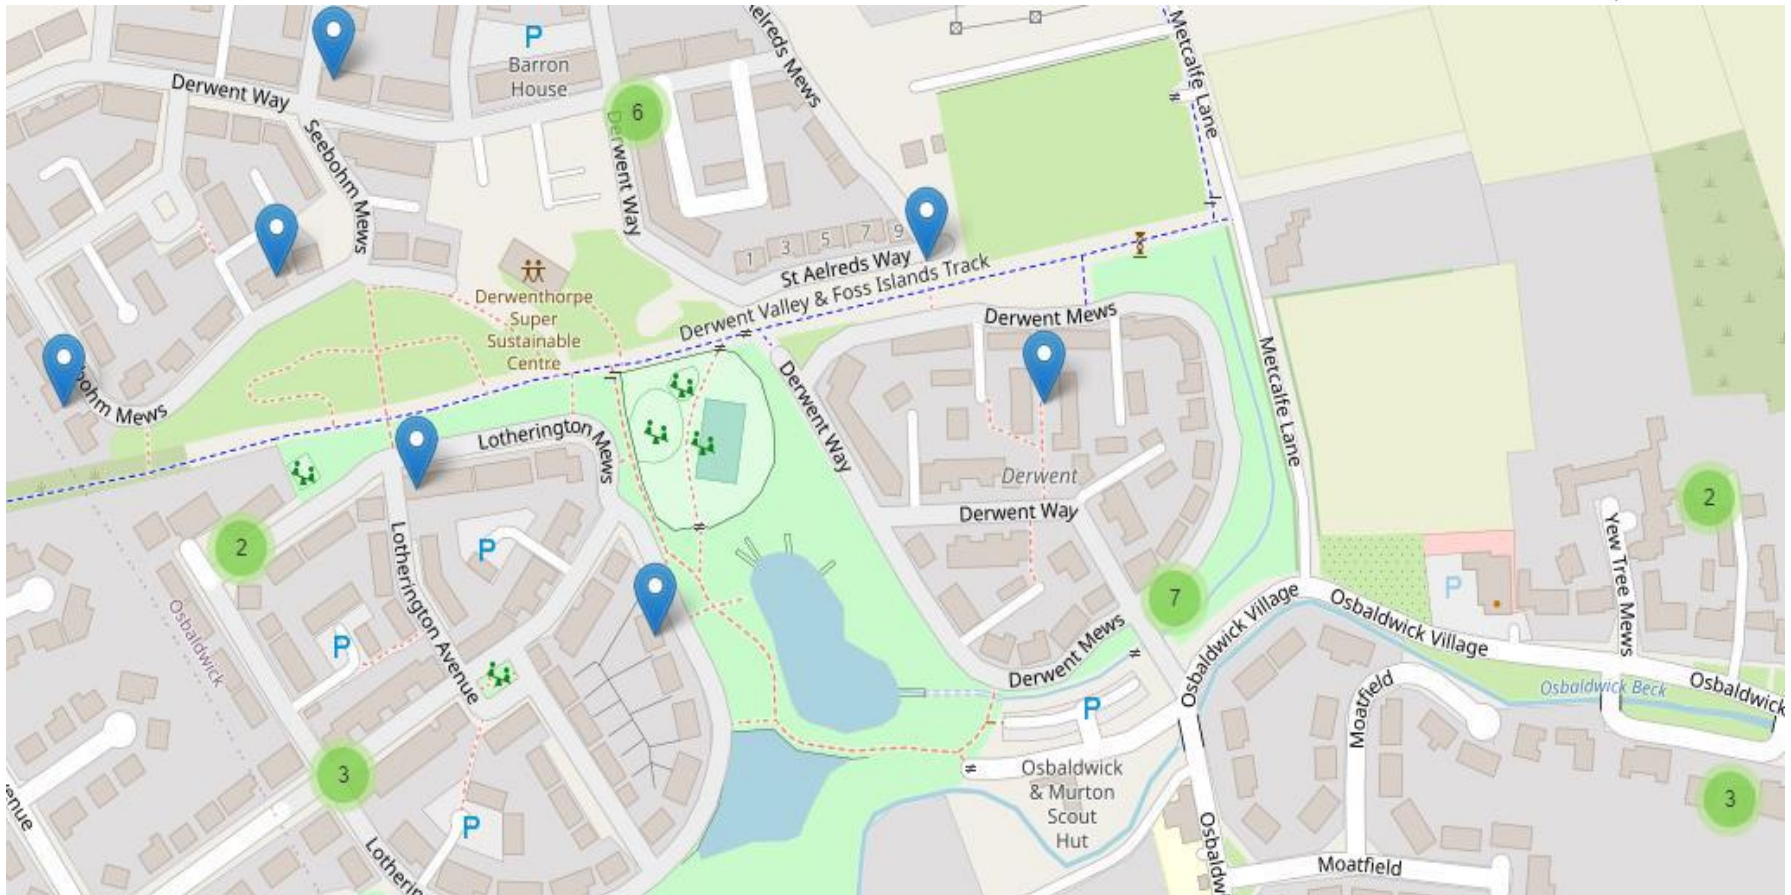 Metcalfe Lane
elreds Mews
P
Barron
House
Derwent Way
6
Derwent Way
Seebohm Mews
1
3
5
7
9
St Aelreds Way
Derwent Valley & Foss Islands Track
Derwenthorpe
Super
Sustainable
Centre
Derwent Mews
Metcalfe Lane
bohm Mews
Derwent Way
Lotherington
Mews
Derwent
Derwent Way
2
2
P
Lotherington Avenue
Osbaldwick
P
7
Osbaldwick Village
Osbaldwick Village
P
Yew Tree Mews
Derwent Mews
Osbaldwick
Osbaldwick Beck
Moatfield
P
3
Osbaldwick
& Murton
Scout
Hut
3
P
enue
Lotherin
Osbaldw
Moatfield